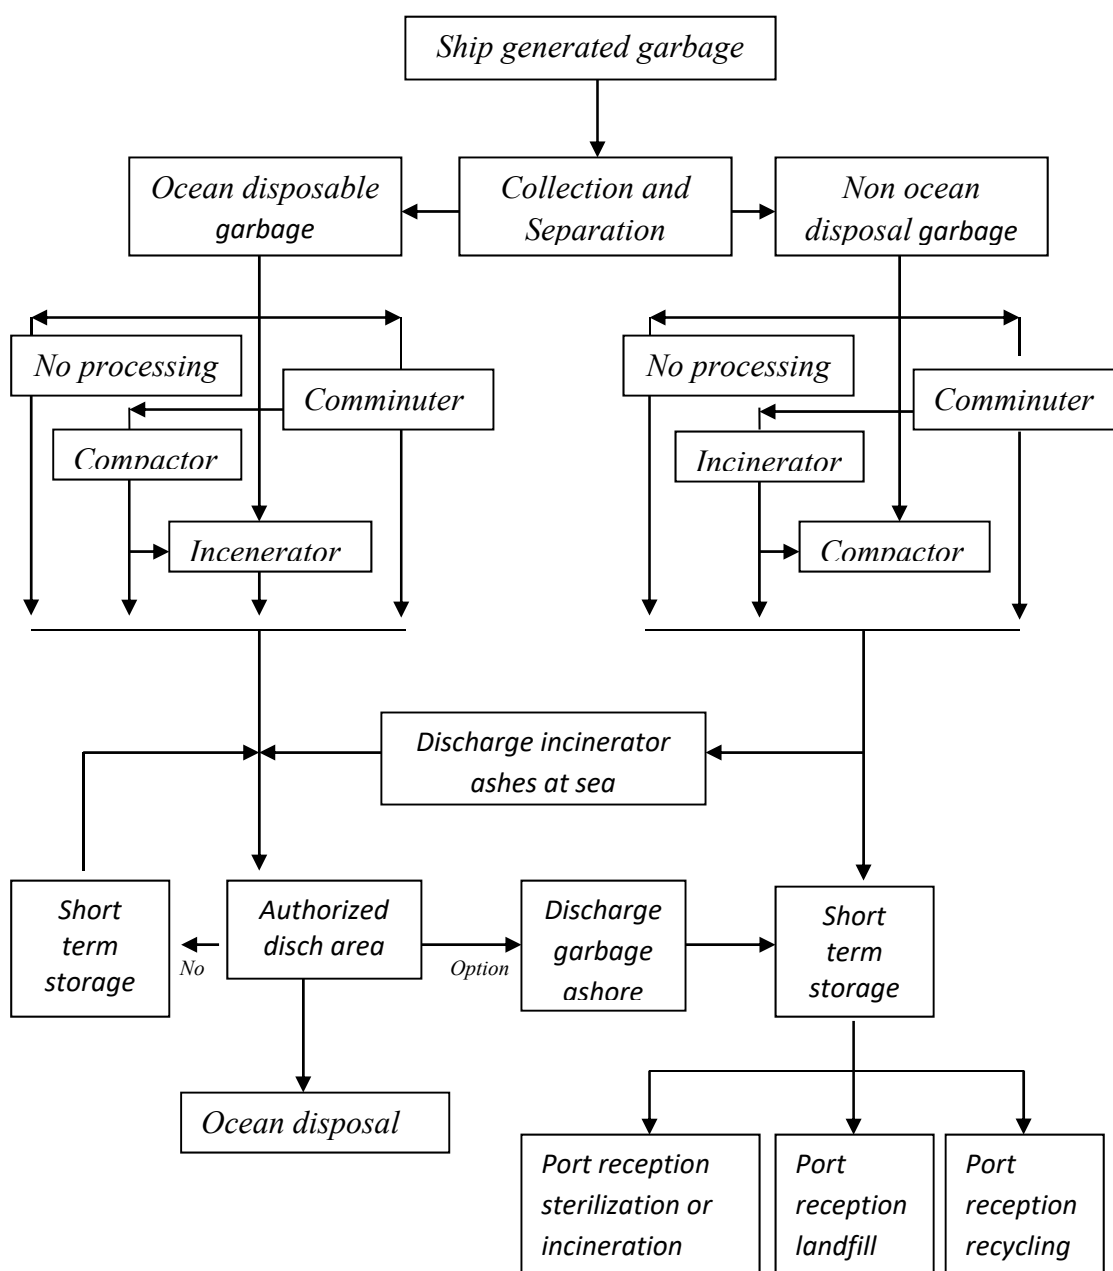 Ship generated garbage
Ocean disposable
garbage
Collection and
Separation
Non ocean
disposal garbage
No processing
Comminuter
Compactor
Incenerator
No processing
Comminuter
Incinerator
Compactor
Discharge incinerator
ashes at sea
Short
term
storage
No
Authorized
disch area
Option
Discharge
garbage
ashore
Short
term
storage
Ocean disposal
Port reception
sterilization or
incineration
Port
reception
landfill
Port
reception
recycling